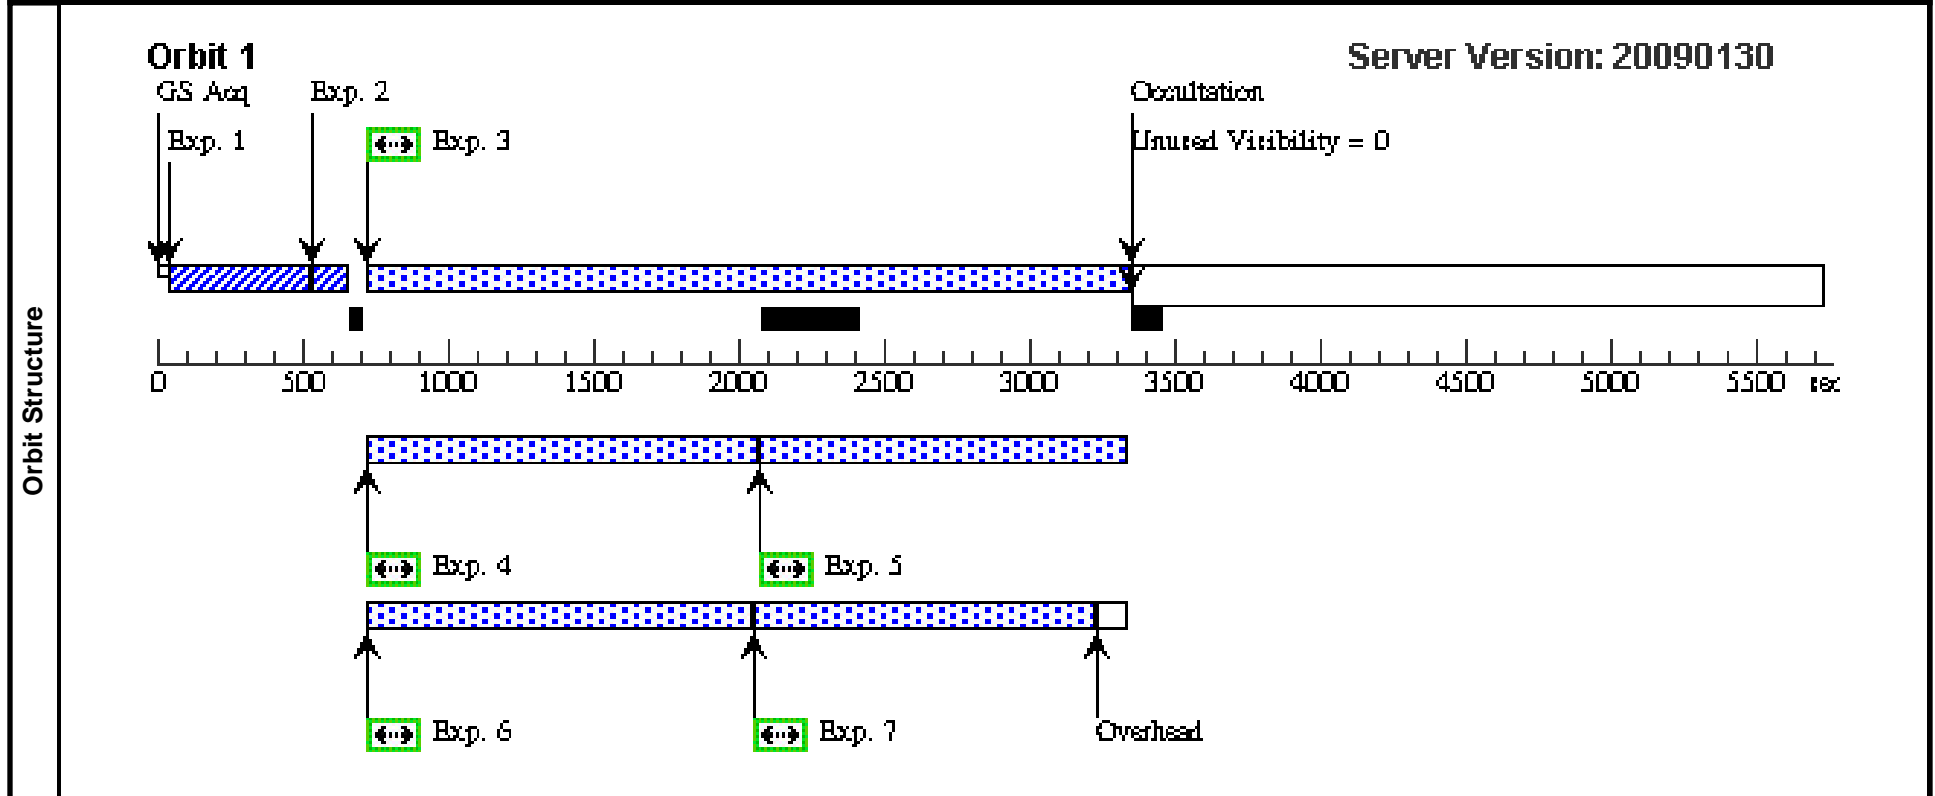 Orbit Structure
Orbit 1
Server Version: 20090130
GS Acq
Exp. 2
Occultation
Exp. 1
Exp. 3
Unused Visibility = 0
0 500 1000 1500 2000 2500 3000 3500 4000 4500 5000 5500 sec
Exp. 4
Exp. 5
Exp. 6
Exp. 7
Overhead